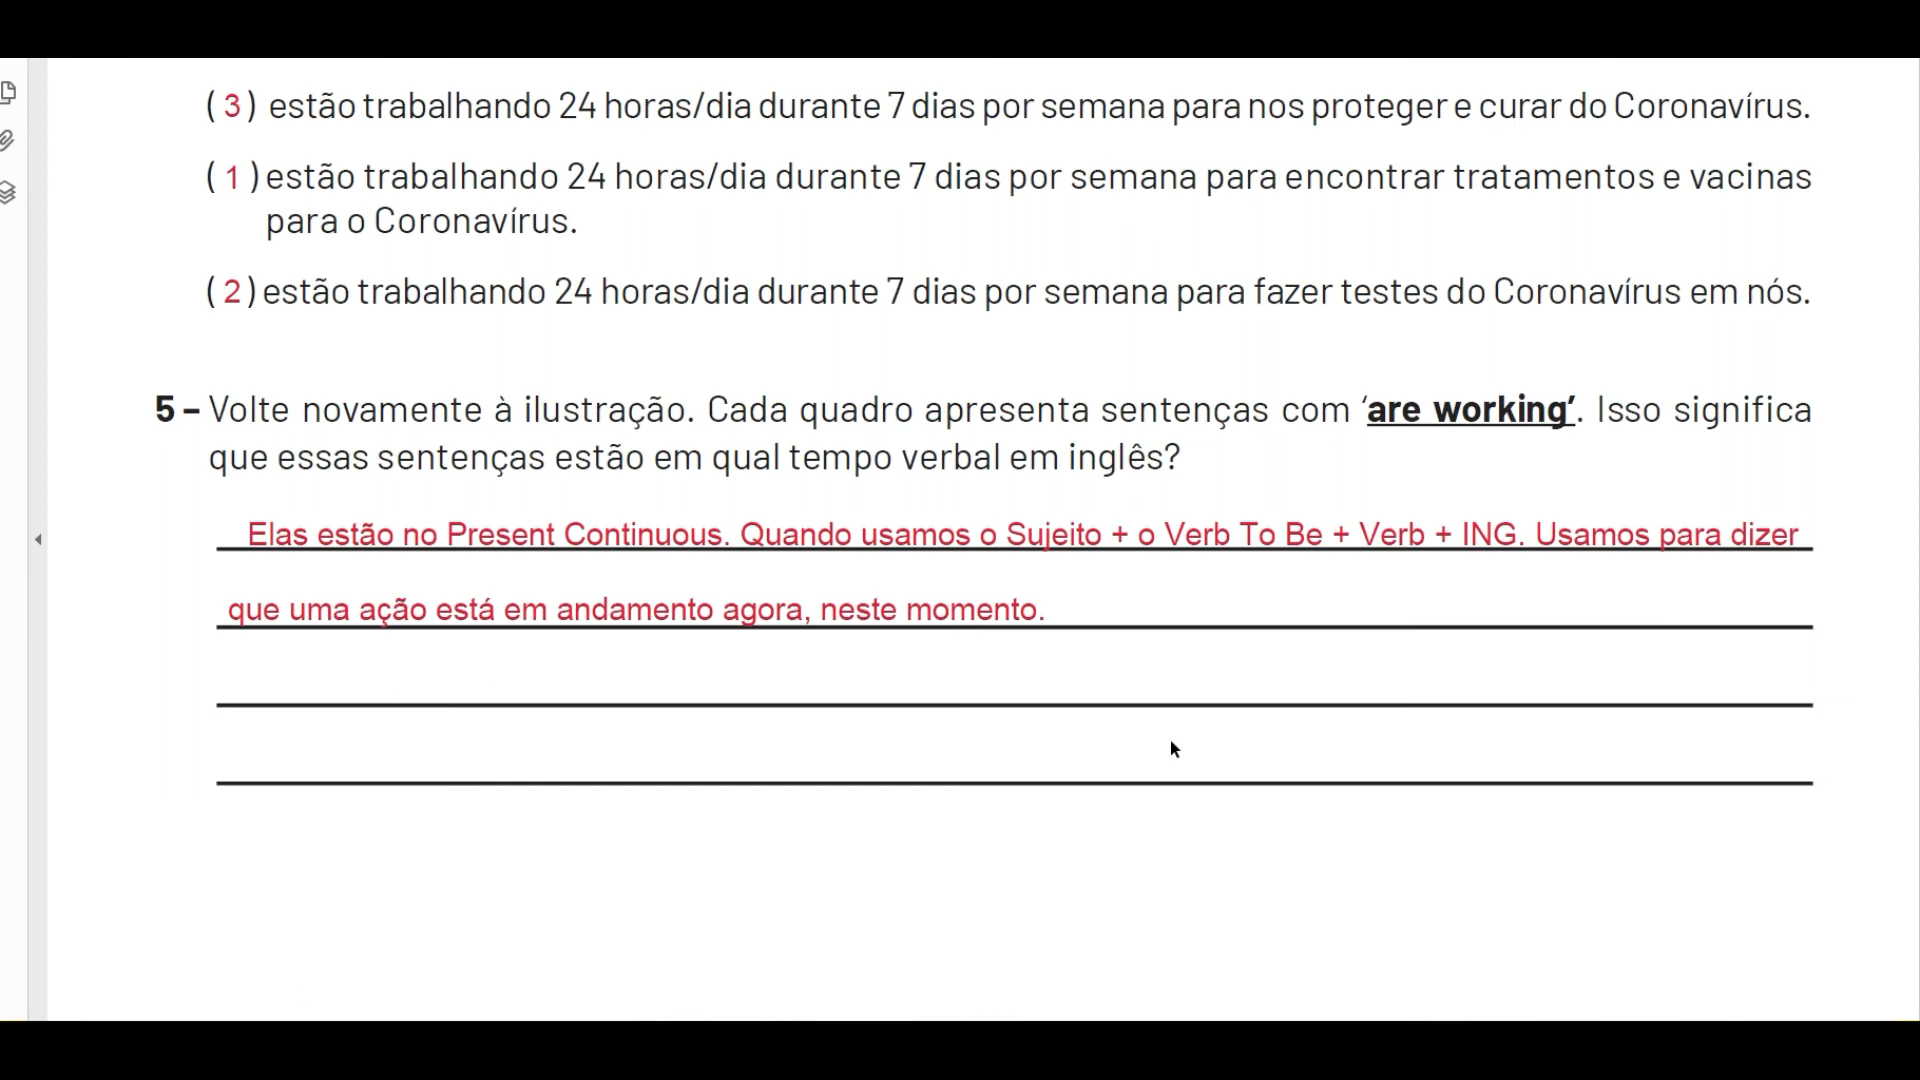 ( 3 ) estão trabalhando 24 horas/dia durante 7 dias por semana para nos proteger e curar do Coronavírus.
( 1 ) estão trabalhando 24 horas/dia durante 7 dias por semana para encontrar tratamentos e vacinas
para o Coronavírus.
( 2 ) estão trabalhando 24 horas/dia durante 7 dias por semana para fazer testes do Coronavírus em nós.
5 – Volte novamente à ilustração. Cada quadro apresenta sentenças com ‘are working’. Isso significa
que essas sentenças estão em qual tempo verbal em inglês?
Elas estão no Present Continuous. Quando usamos o Sujeito + o Verb To Be + Verb + ING. Usamos para dizer
que uma ação está em andamento agora, neste momento.